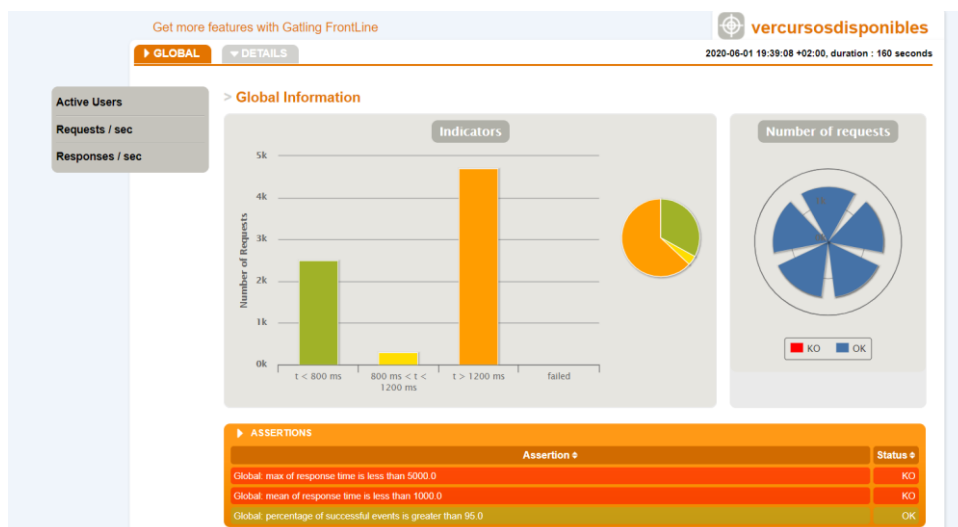 Get more features with Gatling FrontLine
vercursosdisponibles
GLOBAL
DETAILS
2020-06-01 19:39:08 +02:00, duration : 160 seconds
Active Users
Requests / sec
Responses / sec
> Global Information
Indicators
Number of Requests
5k
4k
3k
2k
1k
0k
t < 800 ms
800 ms < t <
1200 ms
t > 1200 ms
failed
Number of requests
KO
OK
ASSERTIONS
Assertion
Status
Global: max of response time is less than 5000.0
KO
Global: mean of response time is less than 1000.0
KO
Global: percentage of successful events is greater than 95.0
OK